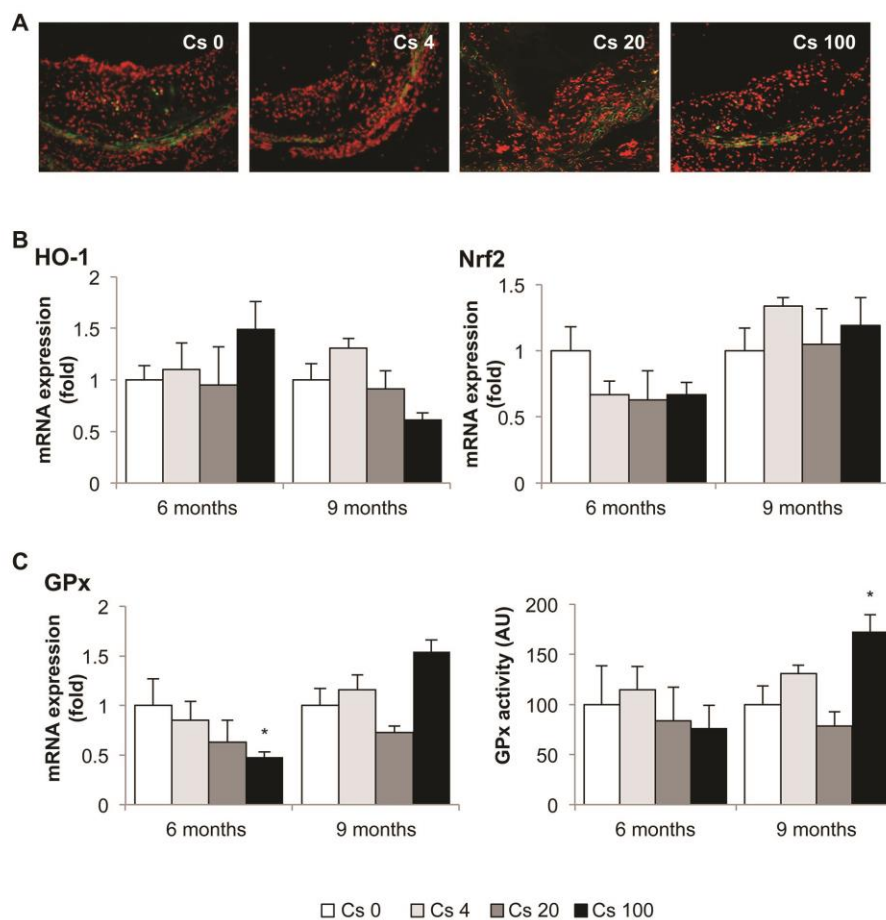 A
Cs 0
Cs 4
Cs 20
Cs 100
B
HO-1
mRNA expression
(fold)
2
1.5
1
0.5
0
6 months
9 months
Nrf2
mRNA expression
(fold)
1.5
1
0.5
0
6 months
9 months
C
GPx
mRNA expression
(fold)
2
1.5
1
0.5
0
*
6 months
9 months
GPx activity (AU)
200
150
100
50
0
*
6 months
9 months
Cs 0 Cs 4 Cs 20 Cs 100